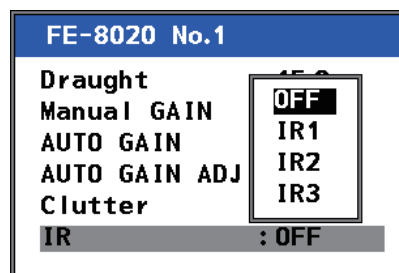 FE-8020 No.1
Draught
Manual GAIN
AUTO GAIN
AUTO GAIN ADJ
Clutter
IR : OFF
OFF
IR1
IR2
IR3